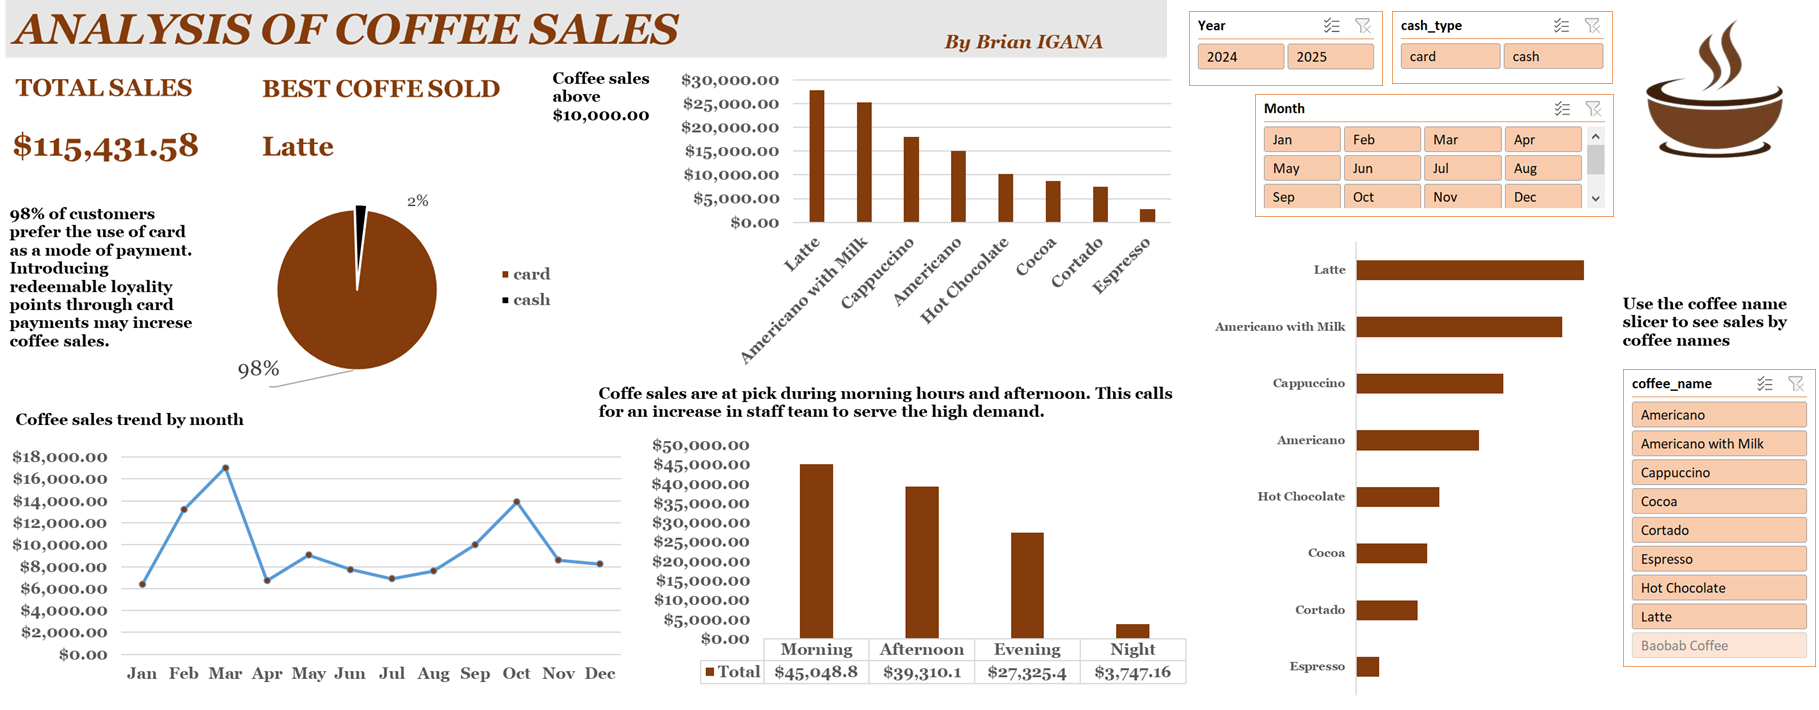 ANALYSIS OF COFFEE SALES
By Brian IGANA
TOTAL SALES
$115,431.58
BEST COFFE SOLD
Latte
98% of customers
prefer the use of card
as a mode of payment.
Introducing
redeemable loyality
points through card
payments may increse
coffee sales.
2%
98%
card
cash
Coffee sales
above
$10,000.00
$30,000.00
$25,000.00
$20,000.00
$15,000.00
$10,000.00
$5,000.00
$0.00
Latte
Americano with Milk
Cappuccino
Americano
Hot Chocolate
Cocoa
Cortado
Espresso
Year
2024
2025
cash_type
card
cash
Month
Jan
Feb
Mar
Apr
May
Jun
Jul
Aug
Sep
Oct
Nov
Dec
Coffee sales trend by month
$18,000.00
$16,000.00
$14,000.00
$12,000.00
$10,000.00
$8,000.00
$6,000.00
$4,000.00
$2,000.00
$0.00
Jan Feb Mar Apr May Jun Jul Aug Sep Oct Nov Dec
Coffe sales are at pick during morning hours and afternoon. This calls
for an increase in staff team to serve the high demand.
$50,000.00
$45,000.00
$40,000.00
$35,000.00
$30,000.00
$25,000.00
$20,000.00
$15,000.00
$10,000.00
$5,000.00
$0.00
Morning Afternoon Evening Night
Total $45,048.8 $39,310.1 $27,325.4 $3,747.16
Latte
Americano with Milk
Cappuccino
Americano
Hot Chocolate
Cocoa
Cortado
Espresso
Use the coffee name
slicer to see sales by
coffee names
coffee_name
Americano
Americano with Milk
Cappuccino
Cocoa
Cortado
Espresso
Hot Chocolate
Latte
Baobab Coffee